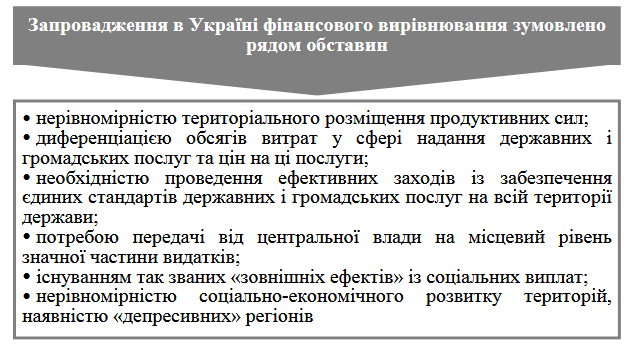 Запровадження в Україні фінансового вирівнювання зумовлено
рядом обставин
• нерівномірністю територіального розміщення продуктивних сил;
• диференціацією обсягів витрат у сфері надання державних і
громадських послуг та цін на ці послуги;
• необхідністю проведення ефективних заходів із забезпечення
єдиних стандартів державних і громадських послуг на всій території
держави;
• потребою передачі від центральної влади на місцевий рівень
значної частини видатків;
• існуванням так званих «зовнішніх ефектів» із соціальних виплат;
• нерівномірністю соціально-економічного розвитку територій,
наявністю «депресивних» регіонів